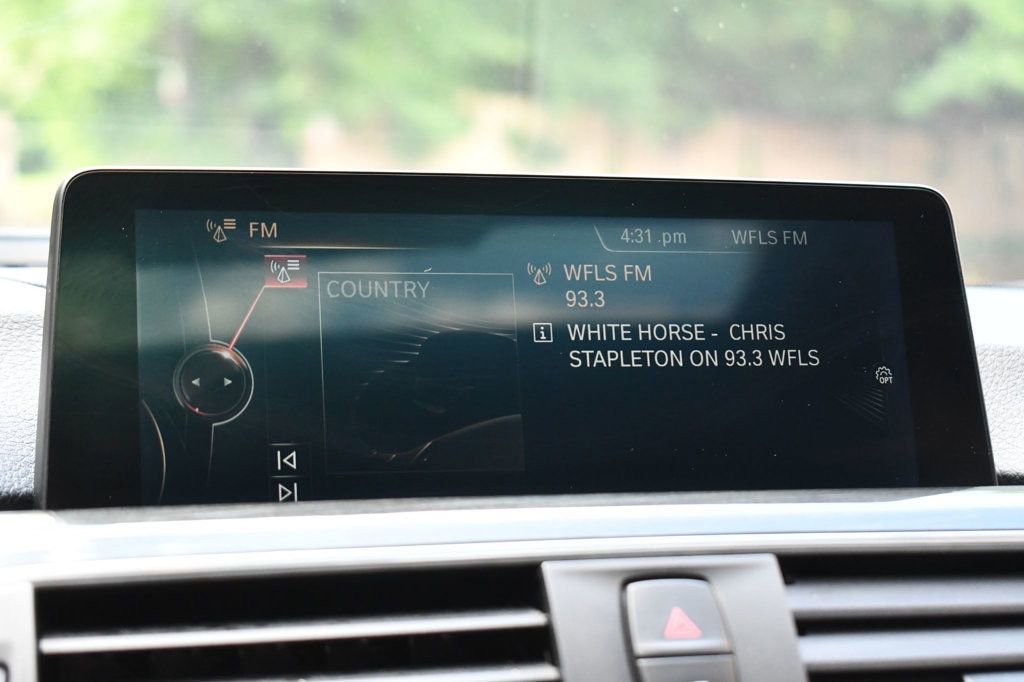 FM
4:31 .pm
WFLS FM
COUNTRY
WFLS FM
93.3
WHITE HORSE - CHRIS
STAPLETON ON 93.3 WFLS
OPT